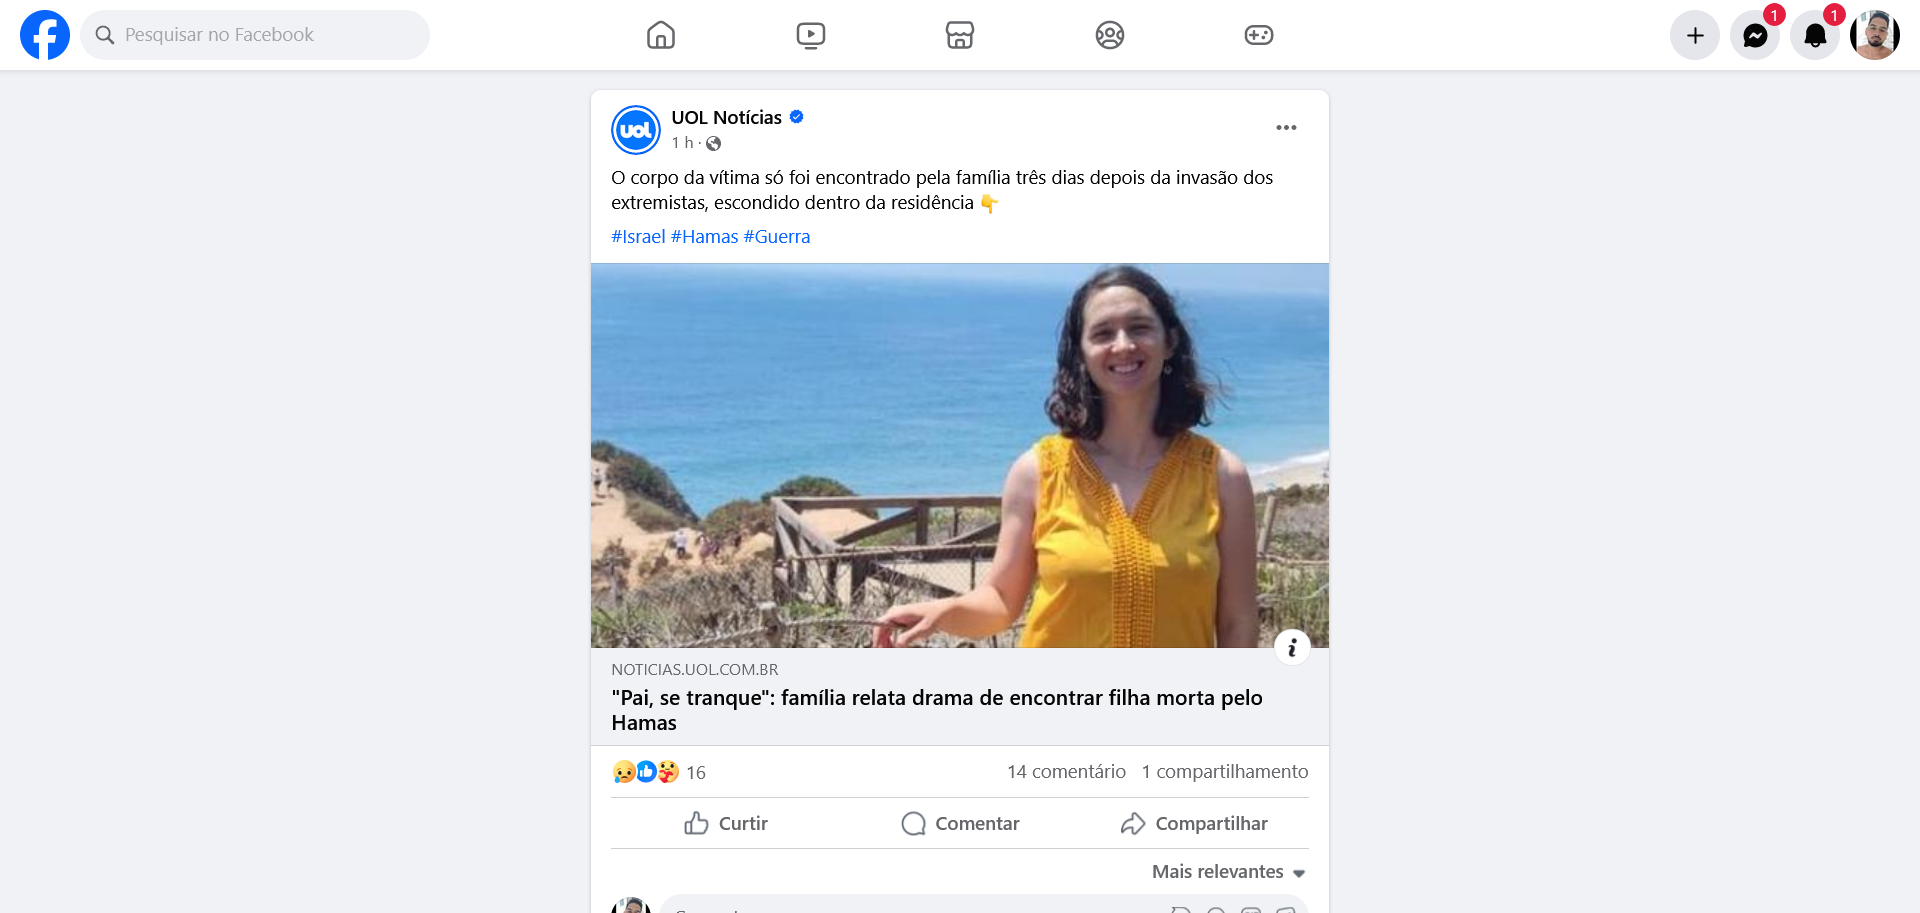 Pesquisar no Facebook
1
1
uol
UOL Notícias
1 h ·
O corpo da vítima só foi encontrado pela família três dias depois da invasão dos
extremistas, escondido dentro da residência
#Israel #Hamas #Guerra
NOTICIAS.UOL.COM.BR
"Pai, se tranque": família relata drama de encontrar filha morta pelo
Hamas
16
14 comentário 1 compartilhamento
Curtir
Comentar
Compartilhar
Mais relevantes